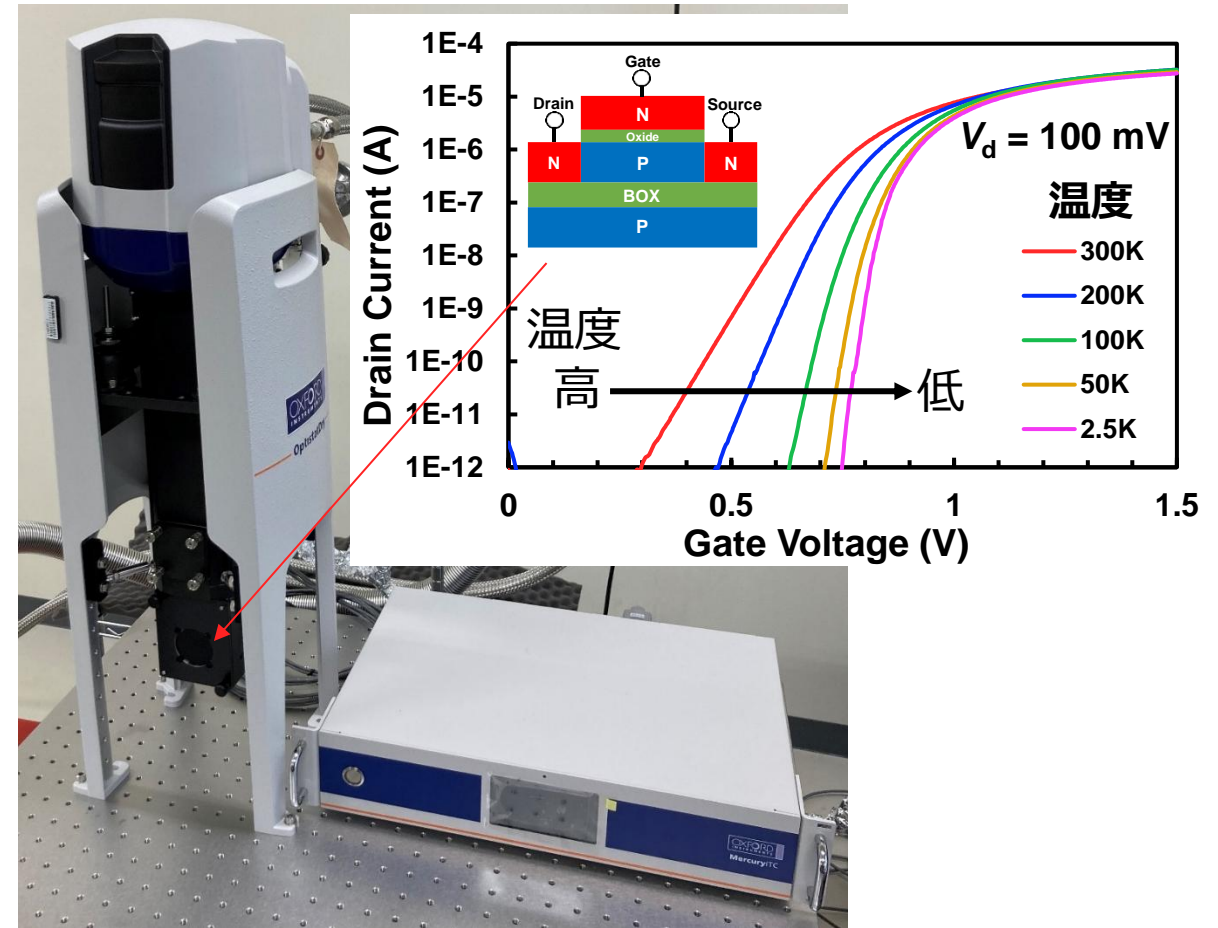 1E-4
1E-5
1E-6
1E-7
1E-8
1E-9
1E-10
1E-11
1E-12
Drain Current (A)
0
0.5
1
1.5
Gate Voltage (V)
Gate
Drain
Source
N
Oxide
N
P
N
BOX
P
Vd = 100 mV
温度
300K
200K
100K
50K
2.5K
温度
高
低
OXFORD
INSTRUMENTS
OXFORD
INSTRUMENTS
MercuryiTC